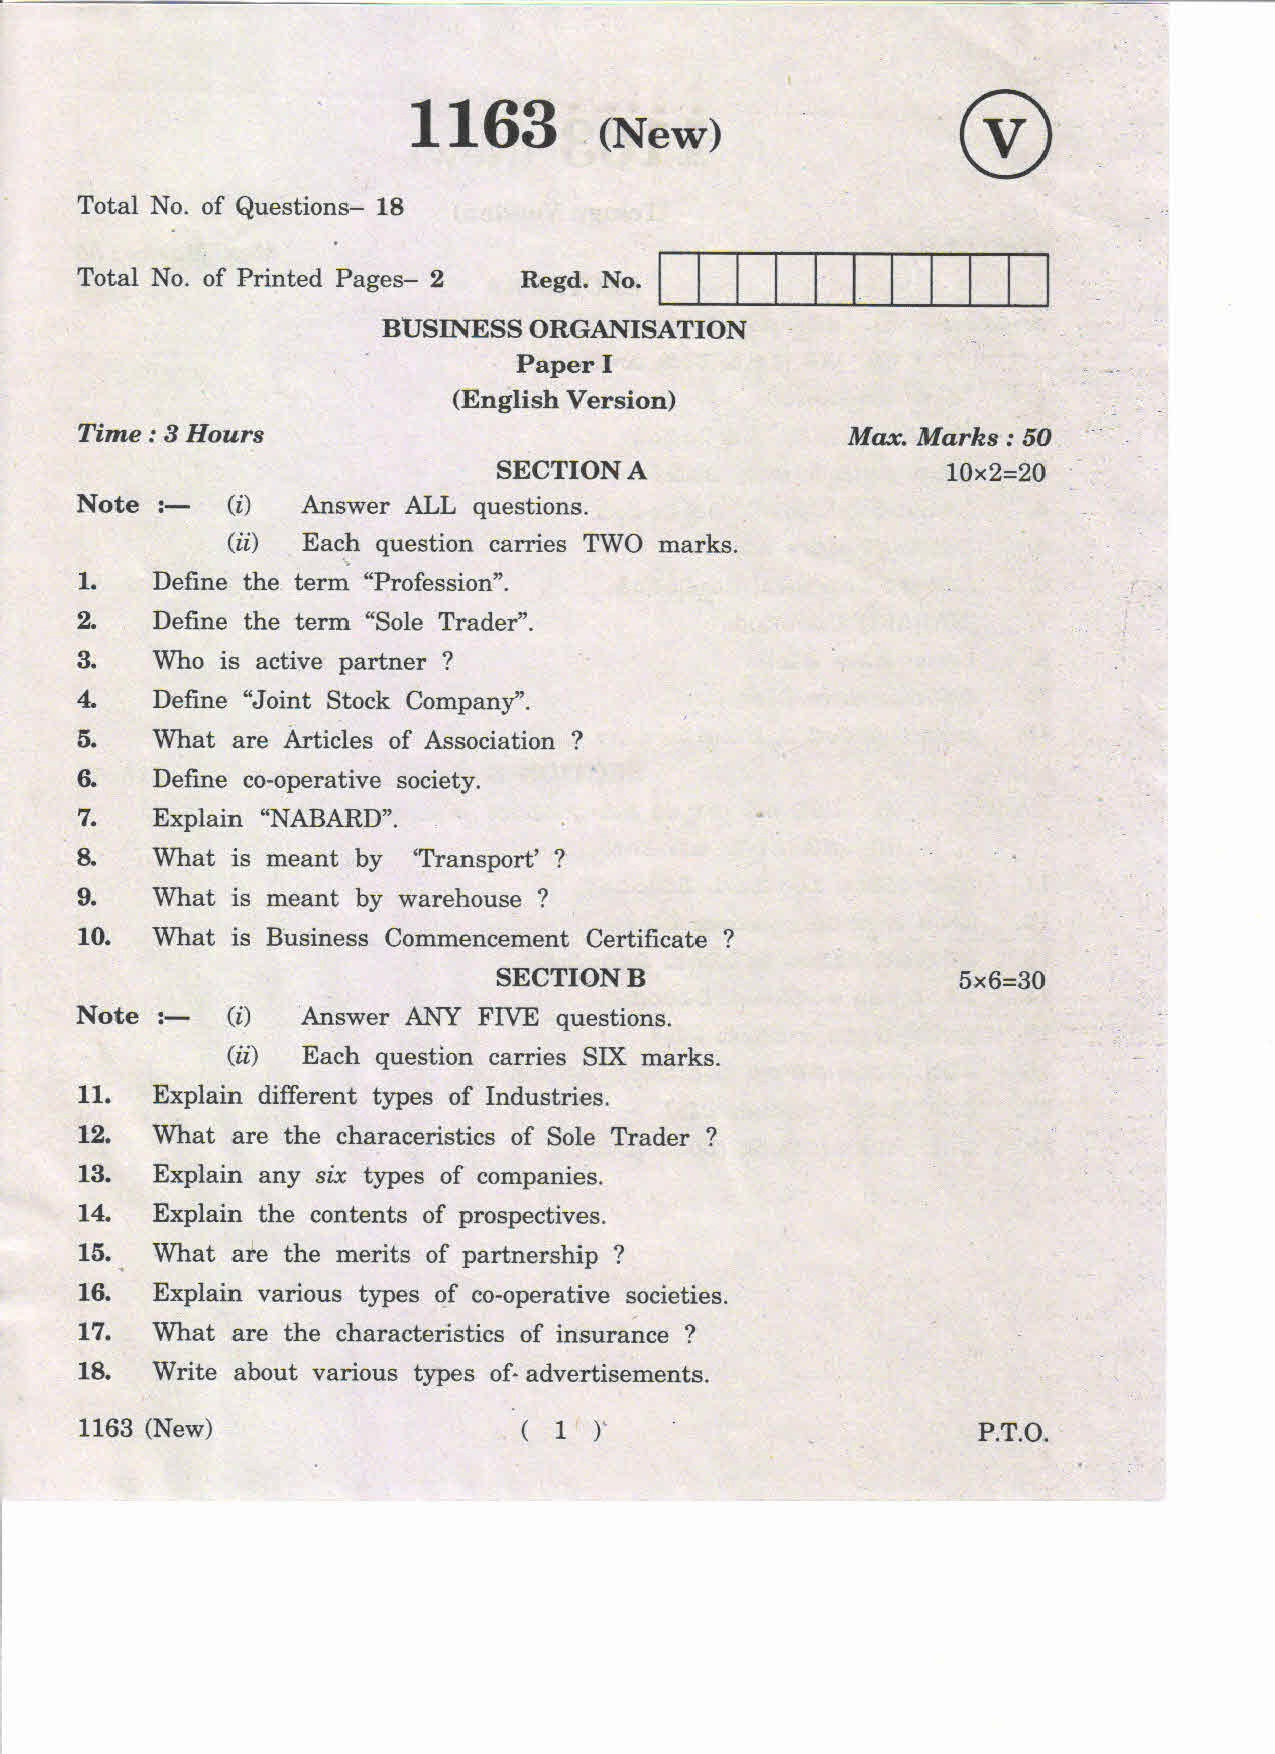 1163 (New)
V
Total No. of Questions– 18
Total No. of Printed Pages– 2 Regd. No.
BUSINESS ORGANISATION
Paper I
(English Version)
Time : 3 Hours Max. Marks : 50
SECTION A 10×2=20
Note :— (i) Answer ALL questions.
(ii) Each question carries TWO marks.
1. Define the term “Profession”.
2. Define the term “Sole Trader”.
3. Who is active partner ?
4. Define “Joint Stock Company”.
5. What are Articles of Association ?
6. Define co-operative society.
7. Explain “NABARD”.
8. What is meant by ‘Transport’ ?
9. What is meant by warehouse ?
10. What is Business Commencement Certificate ?
SECTION B 5×6=30
Note :— (i) Answer ANY FIVE questions.
(ii) Each question carries SIX marks.
11. Explain different types of Industries.
12. What are the characeristics of Sole Trader ?
13. Explain any six types of companies.
14. Explain the contents of prospectives.
15. What are the merits of partnership ?
16. Explain various types of co-operative societies.
17. What are the characteristics of insurance ?
18. Write about various types of advertisements.
1163 (New) ( 1 ) P.T.O.